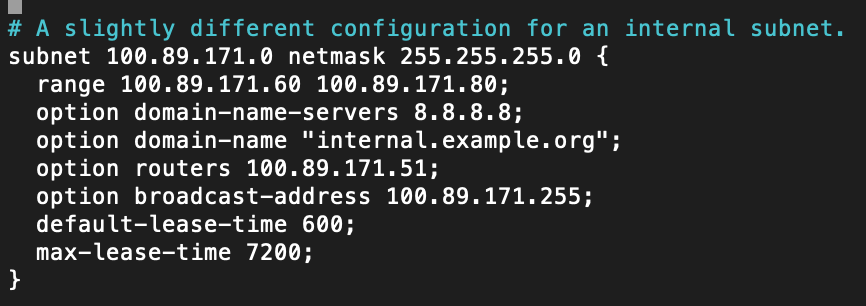 # A slightly different configuration for an internal subnet.
subnet 100.89.171.0 netmask 255.255.255.0 {
  range 100.89.171.60 100.89.171.80;
  option domain-name-servers 8.8.8.8;
  option domain-name "internal.example.org";
  option routers 100.89.171.51;
  option broadcast-address 100.89.171.255;
  default-lease-time 600;
  max-lease-time 7200;
}